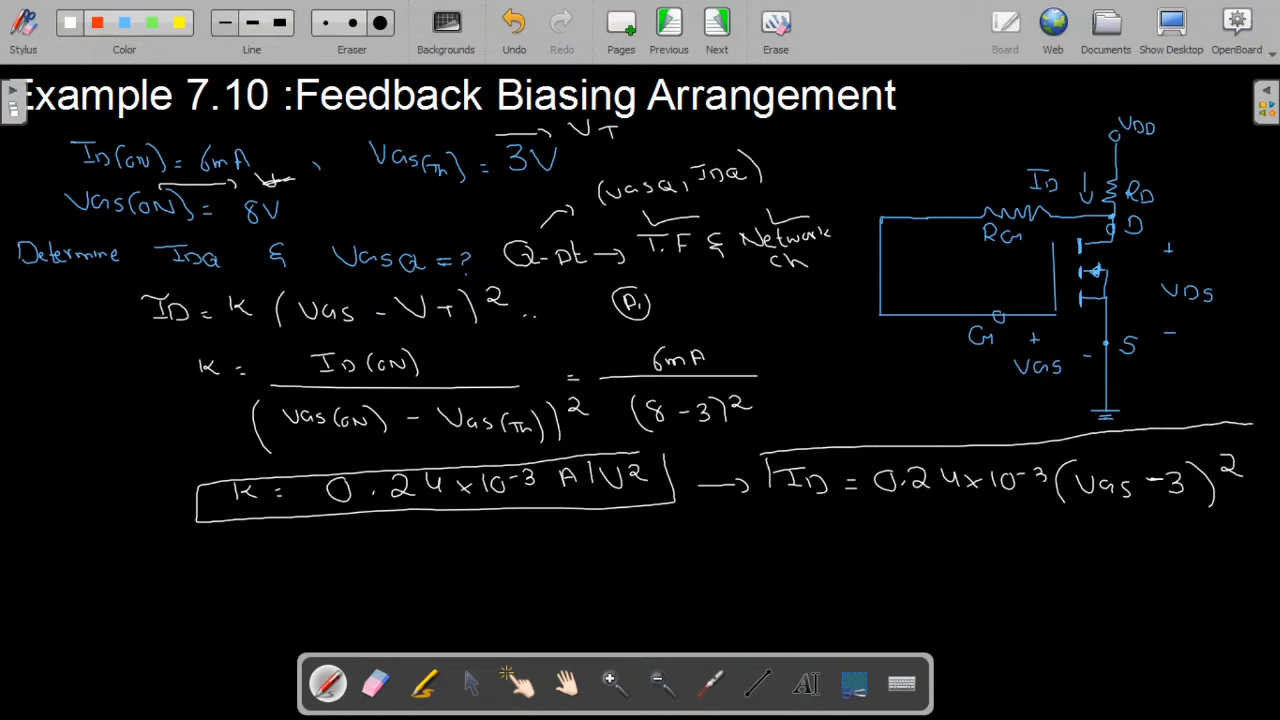 Stylus Color Line Eraser Backgrounds Undo Redo Pages Previous Next Erase Board Web Documents Show Desktop OpenBoard
Example 7.10 :Feedback Biasing Arrangement
ID(ON) = 6mA , VGS(Th) = 3V → VT
VGS(ON) = 8V
(VGSQ, IDQ)
Determine IDQ & VGSQ = ? Q-pt → T.F & Network ch
ID = K (VGS - VT)² ..
K = ID(ON) / (VGS(ON) - VGS(Th))² = 6mA / (8 - 3)²
K = 0.24×10-3 A/V2 → ID = 0.24×10-3 (VGS - 3)2
VDD
ID
RD
RG
D
VDS
+
-
G
+
VGS
-
S
AI